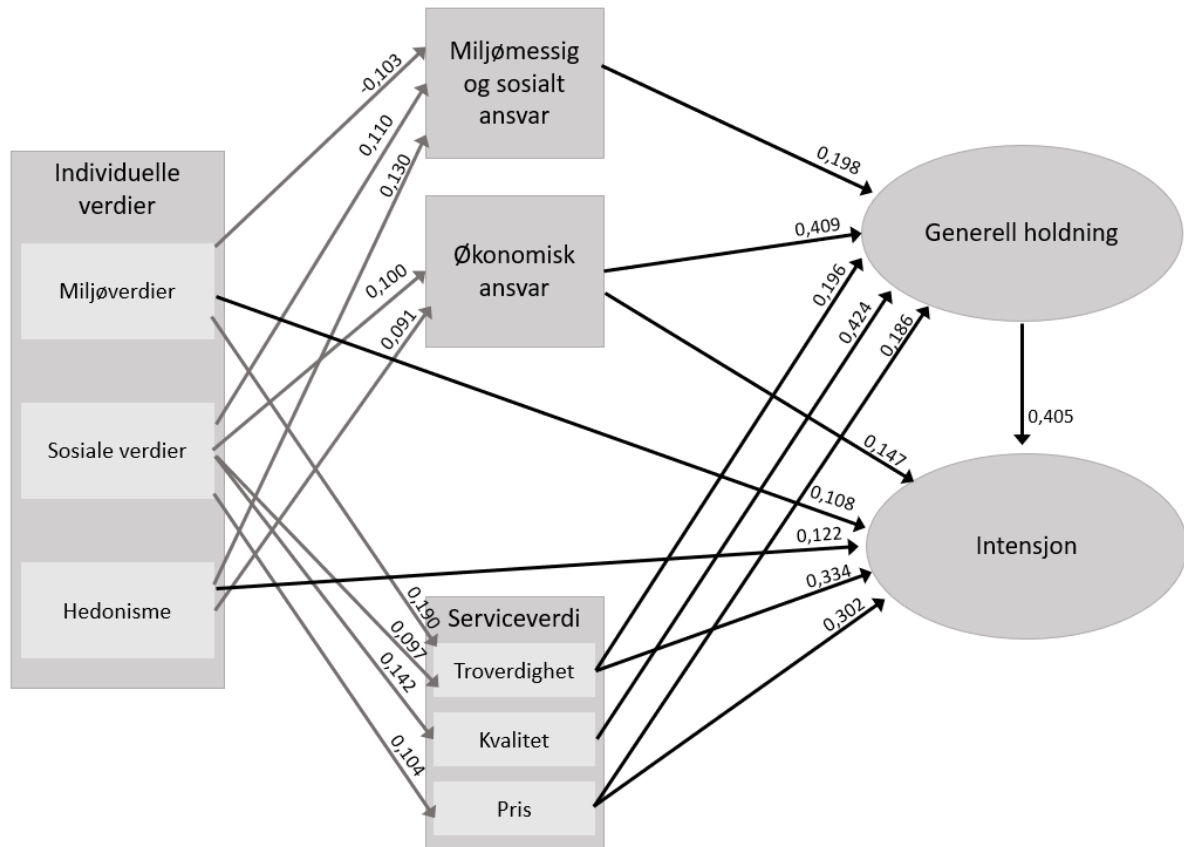 Individuelle
verdier
Miljøverdier
Sosiale verdier
Hedonisme
-0,103
0,110
0,130
0,100
0,091
0,190
0,097
0,142
0,104
Miljømessig
og sosialt
ansvar
Økonomisk
ansvar
Serviceverdi
Troverdighet
Kvalitet
Pris
0,198
0,409
0,196
0,424
0,186
0,147
0,108
0,122
0,334
0,302
Generell holdning
0,405
Intensjon